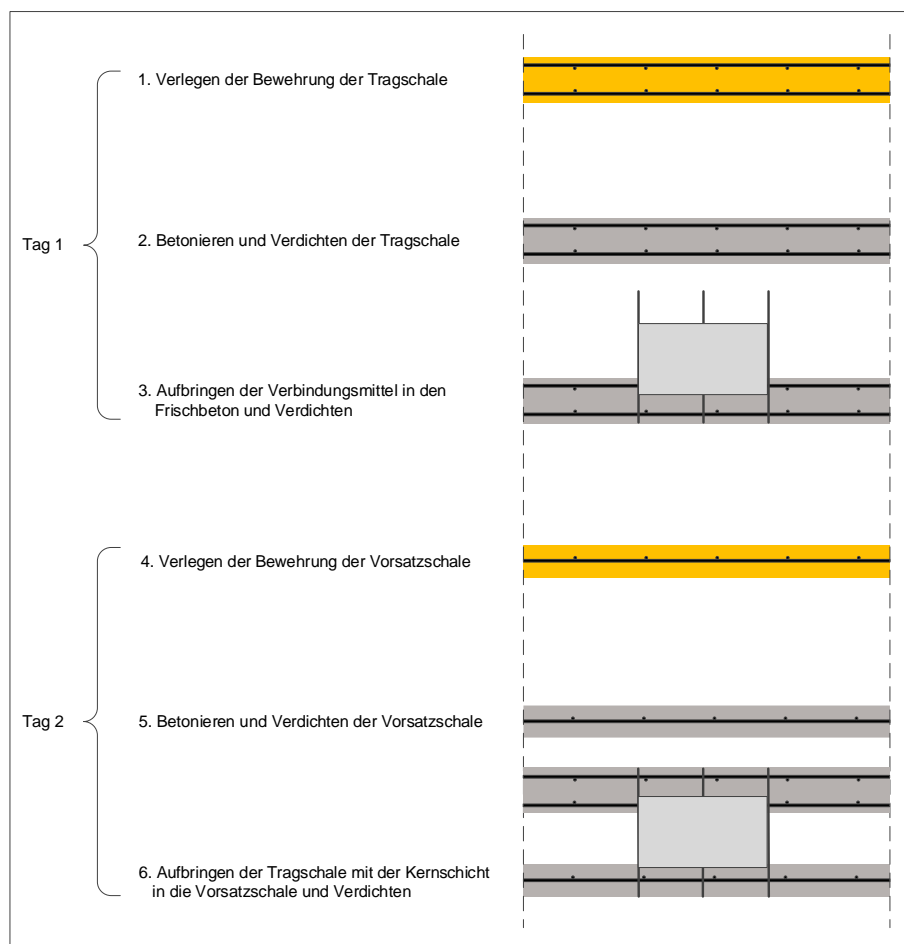 Tag 1
1. Verlegen der Bewehrung der Tragschale
2. Betonieren und Verdichten der Tragschale
3. Aufbringen der Verbindungsmittel in den
Frischbeton und Verdichten
Tag 2
4. Verlegen der Bewehrung der Vorsatzschale
5. Betonieren und Verdichten der Vorsatzschale
6. Aufbringen der Tragschale mit der Kernschicht
in die Vorsatzschale und Verdichten